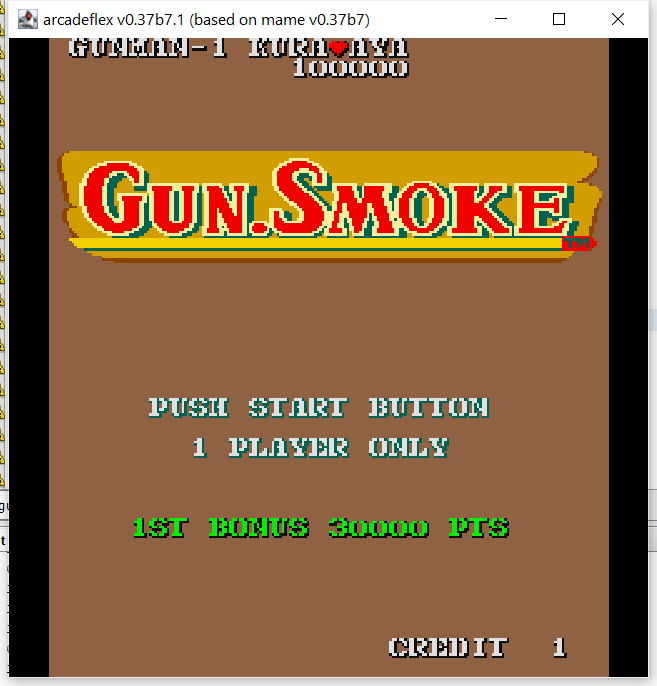 arcadeflex v0.37b7.1 (based on mame v0.37b7)
GUNMAN-1 KURA♥AYA
100000
GUN.SMOKE
TM
PUSH START BUTTON
1 PLAYER ONLY
1ST BONUS 30000 PTS
CREDIT 1